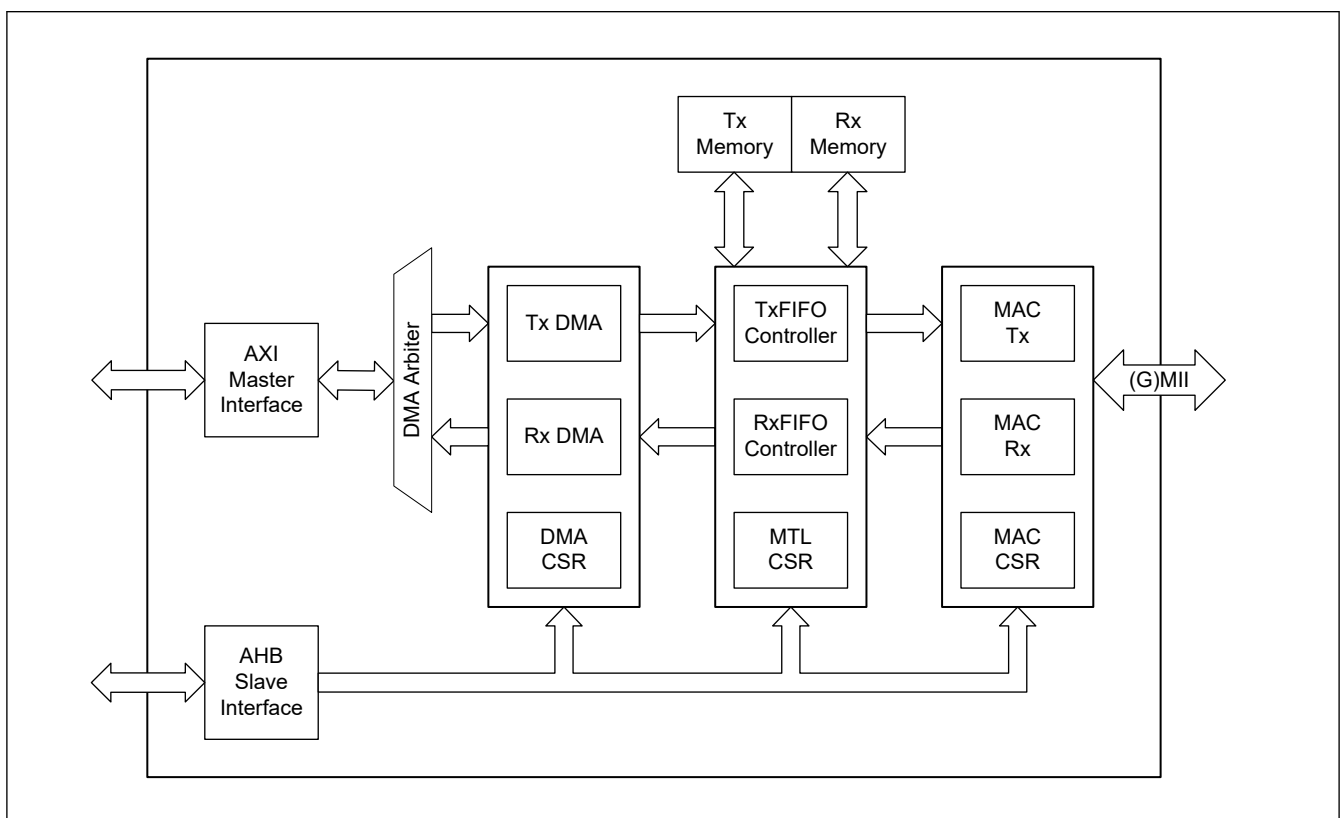 Tx
Memory
Rx
Memory
AXI
Master
Interface
DMA Arbiter
Tx DMA
TxFIFO
Controller
MAC
Tx
(G)MII
Rx DMA
RxFIFO
Controller
MAC
Rx
DMA
CSR
MTL
CSR
MAC
CSR
AHB
Slave
Interface